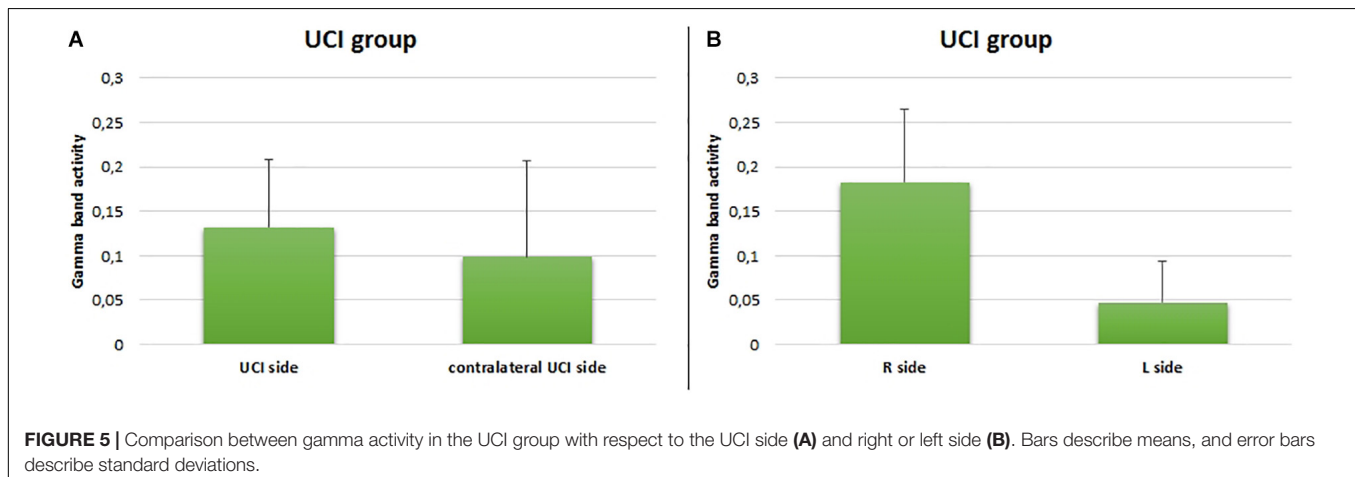 A
UCI group
Gamma band activity
0,3
0,25
0,2
0,15
0,1
0,05
0
UCI side contralateral UCI side
B
UCI group
Gamma band activity
0,3
0,25
0,2
0,15
0,1
0,05
0
R side L side
FIGURE 5 | Comparison between gamma activity in the UCI group with respect to the UCI side (A) and right or left side (B). Bars describe means, and error bars
describe standard deviations.